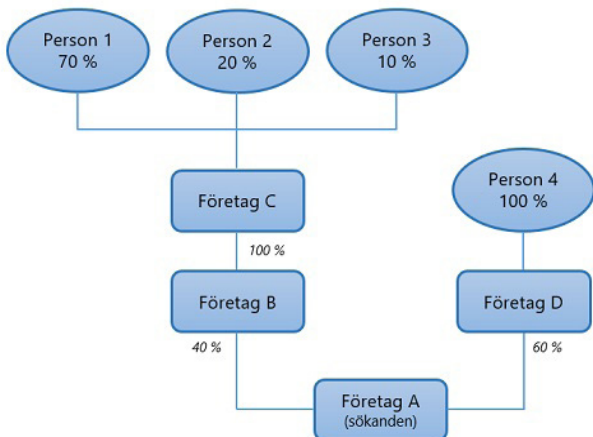 Person 1
70 %
Person 2
20 %
Person 3
10 %
Företag C
Person 4
100 %
100 %
Företag B
Företag D
40 %
60 %
Företag A
(sökanden)